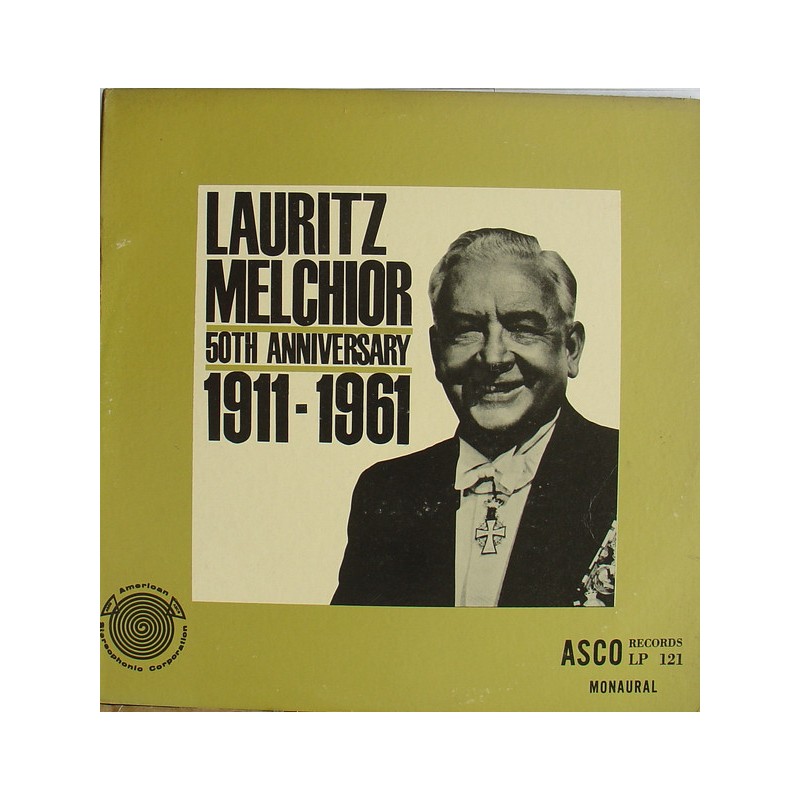 LAURITZ
MELCHIOR
50TH ANNIVERSARY
1911-1961
American
Stereophonic Corporation
ASCO RECORDS
LP 121
MONAURAL